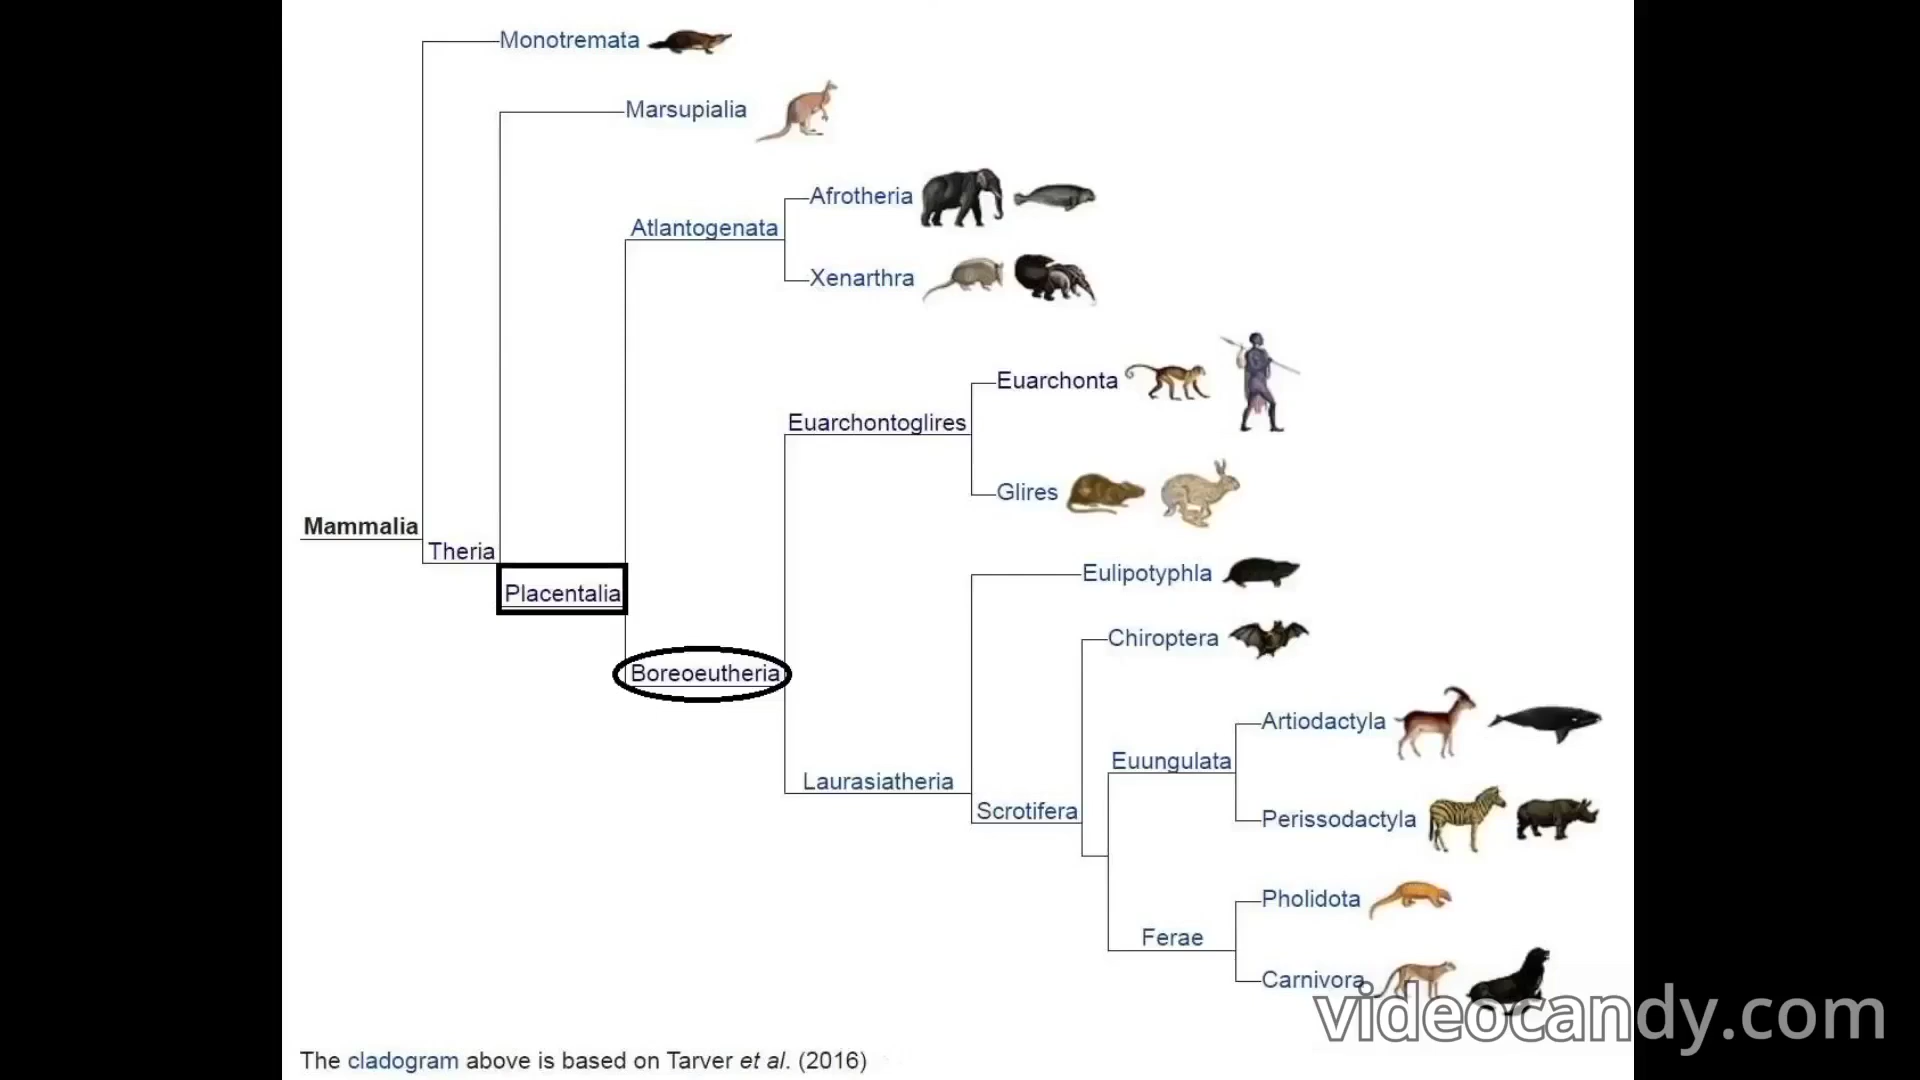 Monotremata
Marsupialia
Afrotheria
Atlantogenata
Xenarthra
Euarchonta
Euarchontoglires
Glires
Mammalia
Theria
Eulipotyphla
Placentalia
Chiroptera
Boreoeutheria
Artiodactyla
Euungulata
Laurasiatheria
Scrotifera
Perissodactyla
Pholidota
Ferae
Carnivora
videocandy.com
The cladogram above is based on Tarver et al. (2016)